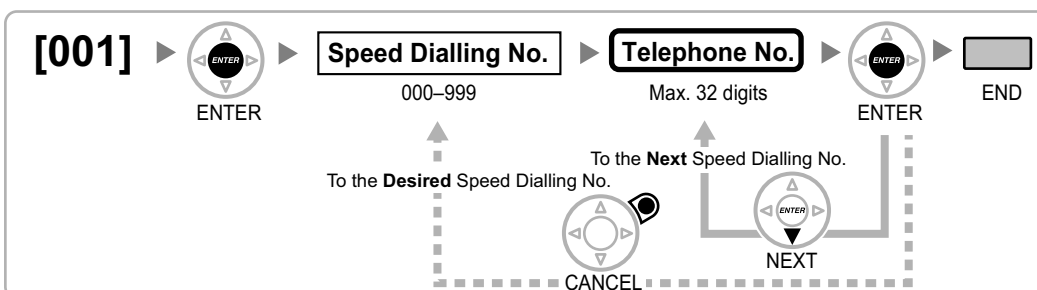 [001]
ENTER
ENTER
Speed Dialling No.
000–999
Telephone No.
Max. 32 digits
ENTER
ENTER
END
To the Next Speed Dialling No.
To the Desired Speed Dialling No.
ENTER
NEXT
CANCEL